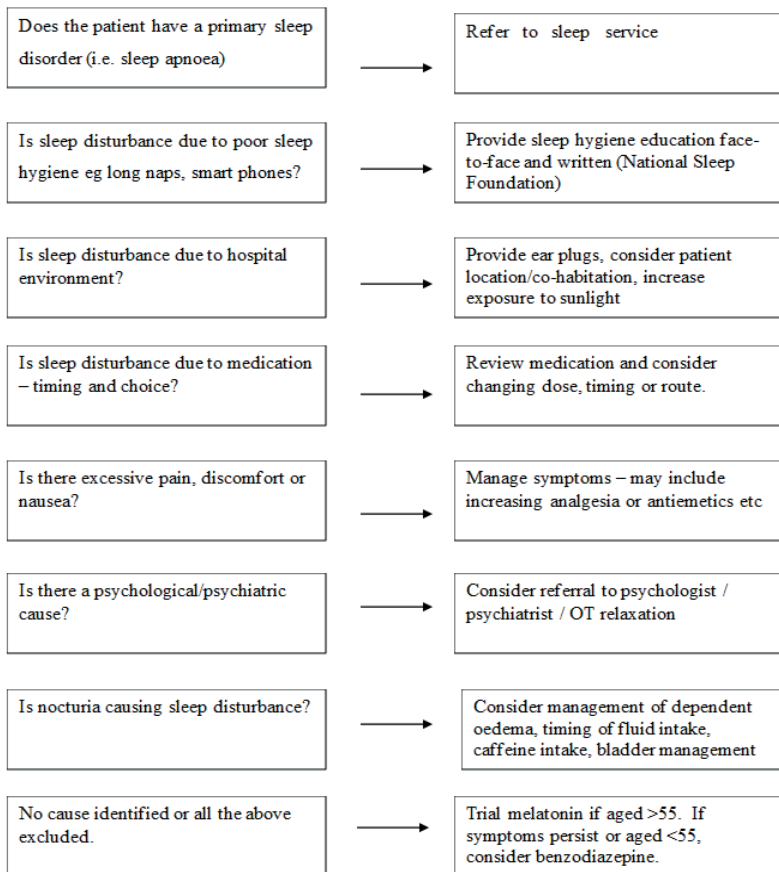 Does the patient have a primary sleep
disorder (i.e. sleep apnoea)
Refer to sleep service
Is sleep disturbance due to poor sleep
hygiene eg long naps, smart phones?
Provide sleep hygiene education face-
to-face and written (National Sleep
Foundation)
Is sleep disturbance due to hospital
environment?
Provide ear plugs, consider patient
location/co-habitation, increase
exposure to sunlight
Is sleep disturbance due to medication
– timing and choice?
Review medication and consider
changing dose, timing or route.
Is there excessive pain, discomfort or
nausea?
Manage symptoms – may include
increasing analgesia or antiemetics etc
Is there a psychological/psychiatric
cause?
Consider referral to psychologist /
psychiatrist / OT relaxation
Is nocturia causing sleep disturbance?
Consider management of dependent
oedema, timing of fluid intake,
caffeine intake, bladder management
No cause identified or all the above
excluded.
Trial melatonin if aged >55.  If
symptoms persist or aged <55,
consider benzodiazepine.